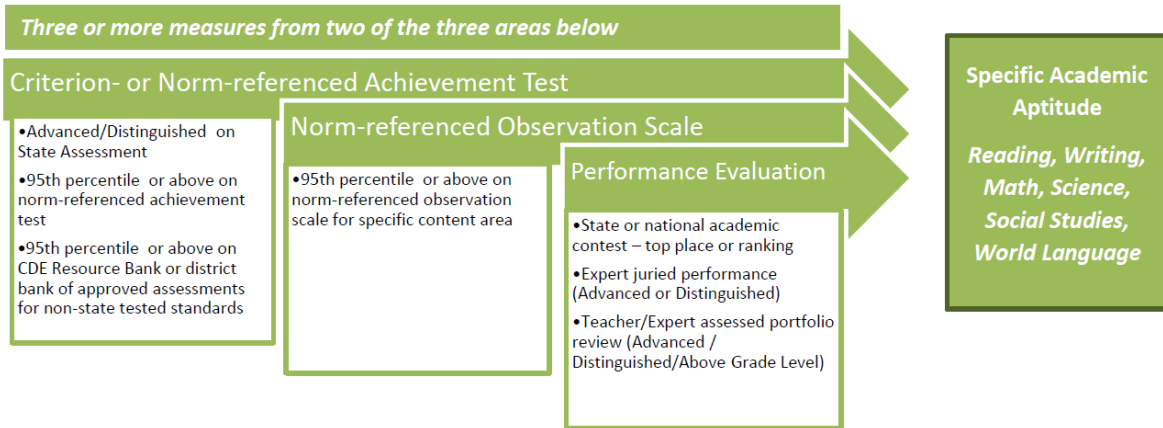 Three or more measures from two of the three areas below
Criterion- or Norm-referenced Achievement Test
•Advanced/Distinguished on
State Assessment
•95th percentile or above on
norm-referenced achievement
test
•95th percentile or above on
CDE Resource Bank or district
bank of approved assessments
for non-state tested standards
Norm-referenced Observation Scale
•95th percentile or above on
norm-referenced observation
scale for specific content area
Performance Evaluation
•State or national academic
contest – top place or ranking
•Expert juried performance
(Advanced or Distinguished)
•Teacher/Expert assessed portfolio
review (Advanced /
Distinguished/Above Grade Level)
Specific Academic
Aptitude
Reading, Writing,
Math, Science,
Social Studies,
World Language